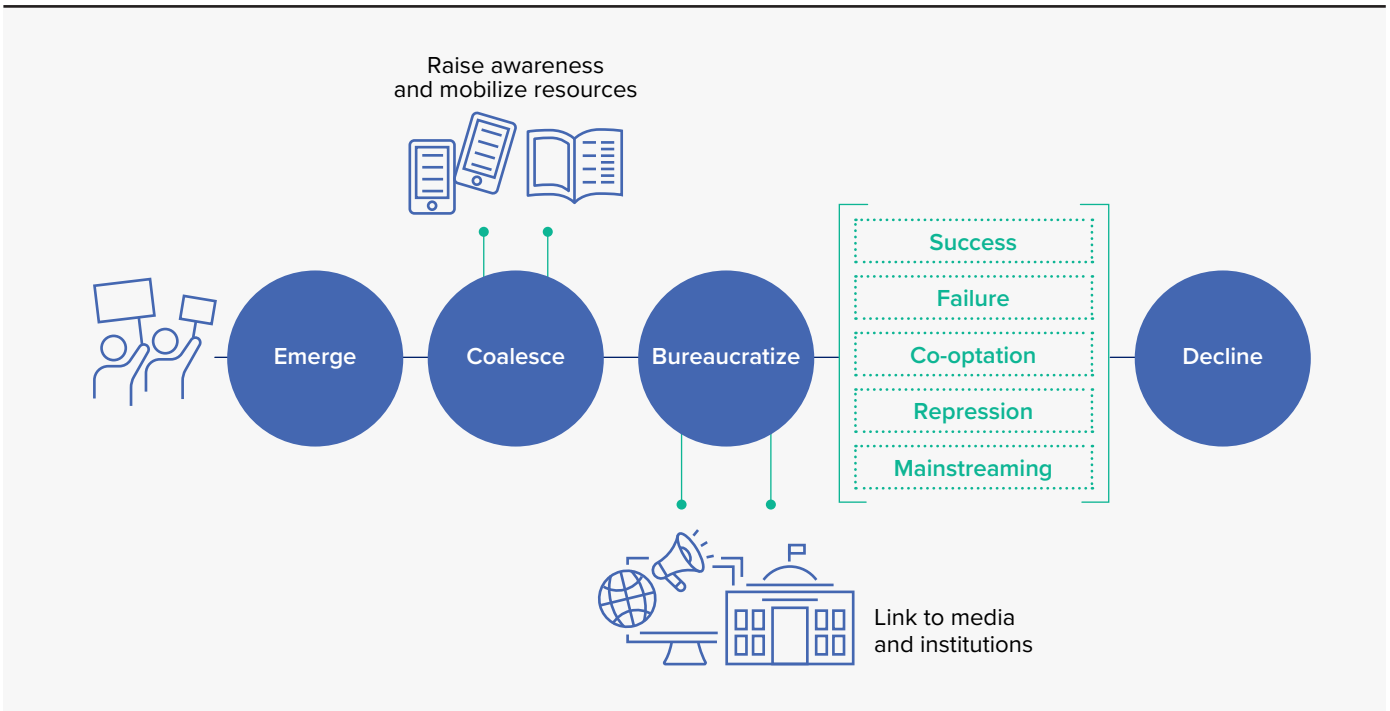 Raise awareness
and mobilize resources
Emerge
Coalesce
Bureaucratize
Success
Failure
Co-optation
Repression
Mainstreaming
Decline
Link to media
and institutions